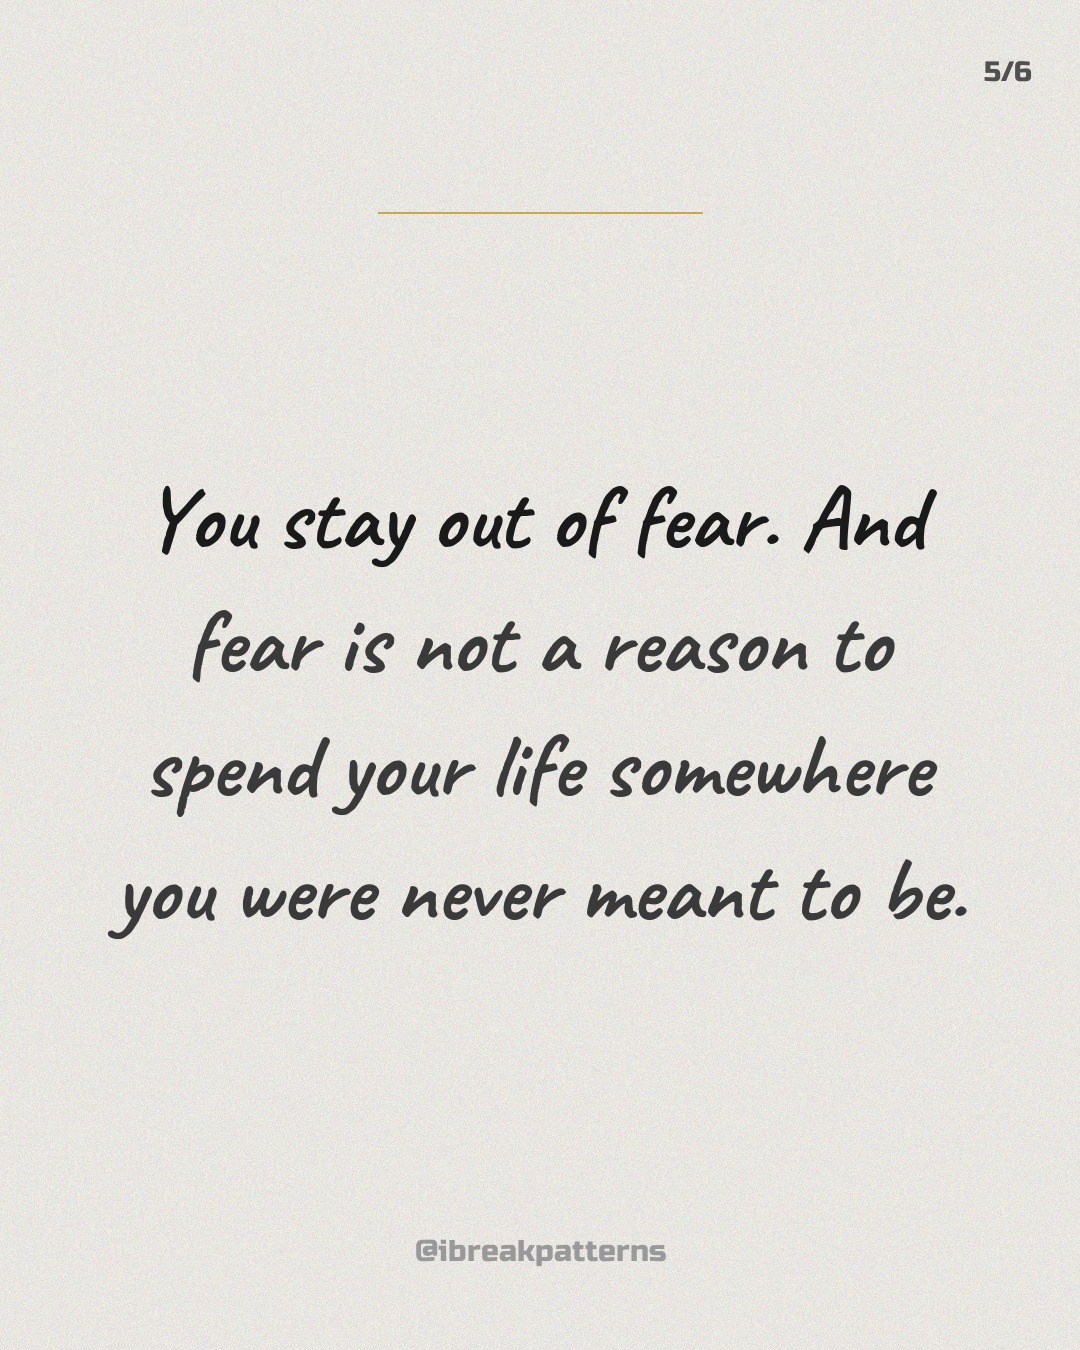 5/6
You stay out of fear. And
fear is not a reason to
spend your life somewhere
you were never meant to be.
@ibreakpatterns